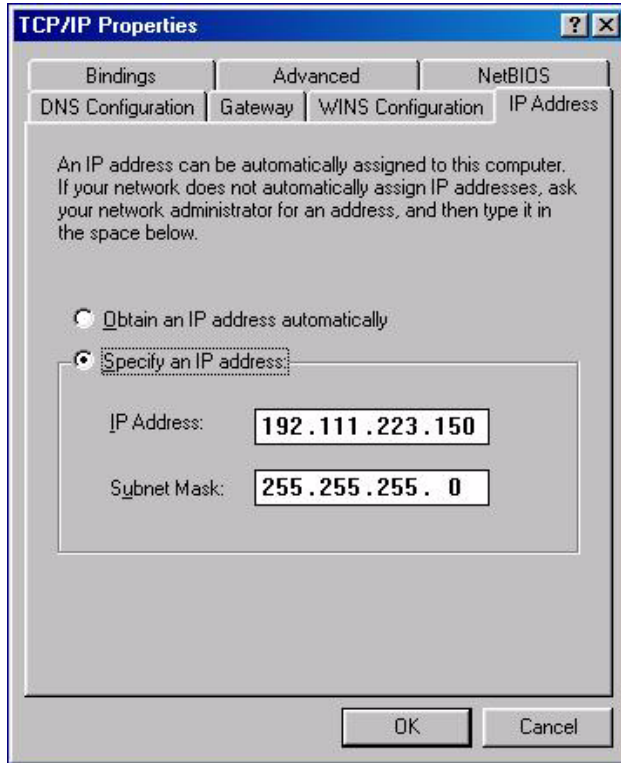 TCP/IP Properties
Bindings Advanced NetBIOS
DNS Configuration Gateway WINS Configuration IP Address
An IP address can be automatically assigned to this computer.
If your network does not automatically assign IP addresses, ask
your network administrator for an address, and then type it in
the space below.
Obtain an IP address automatically
Specify an IP address:
IP Address: 192.111.223.150
Subnet Mask: 255.255.255. 0
OK Cancel